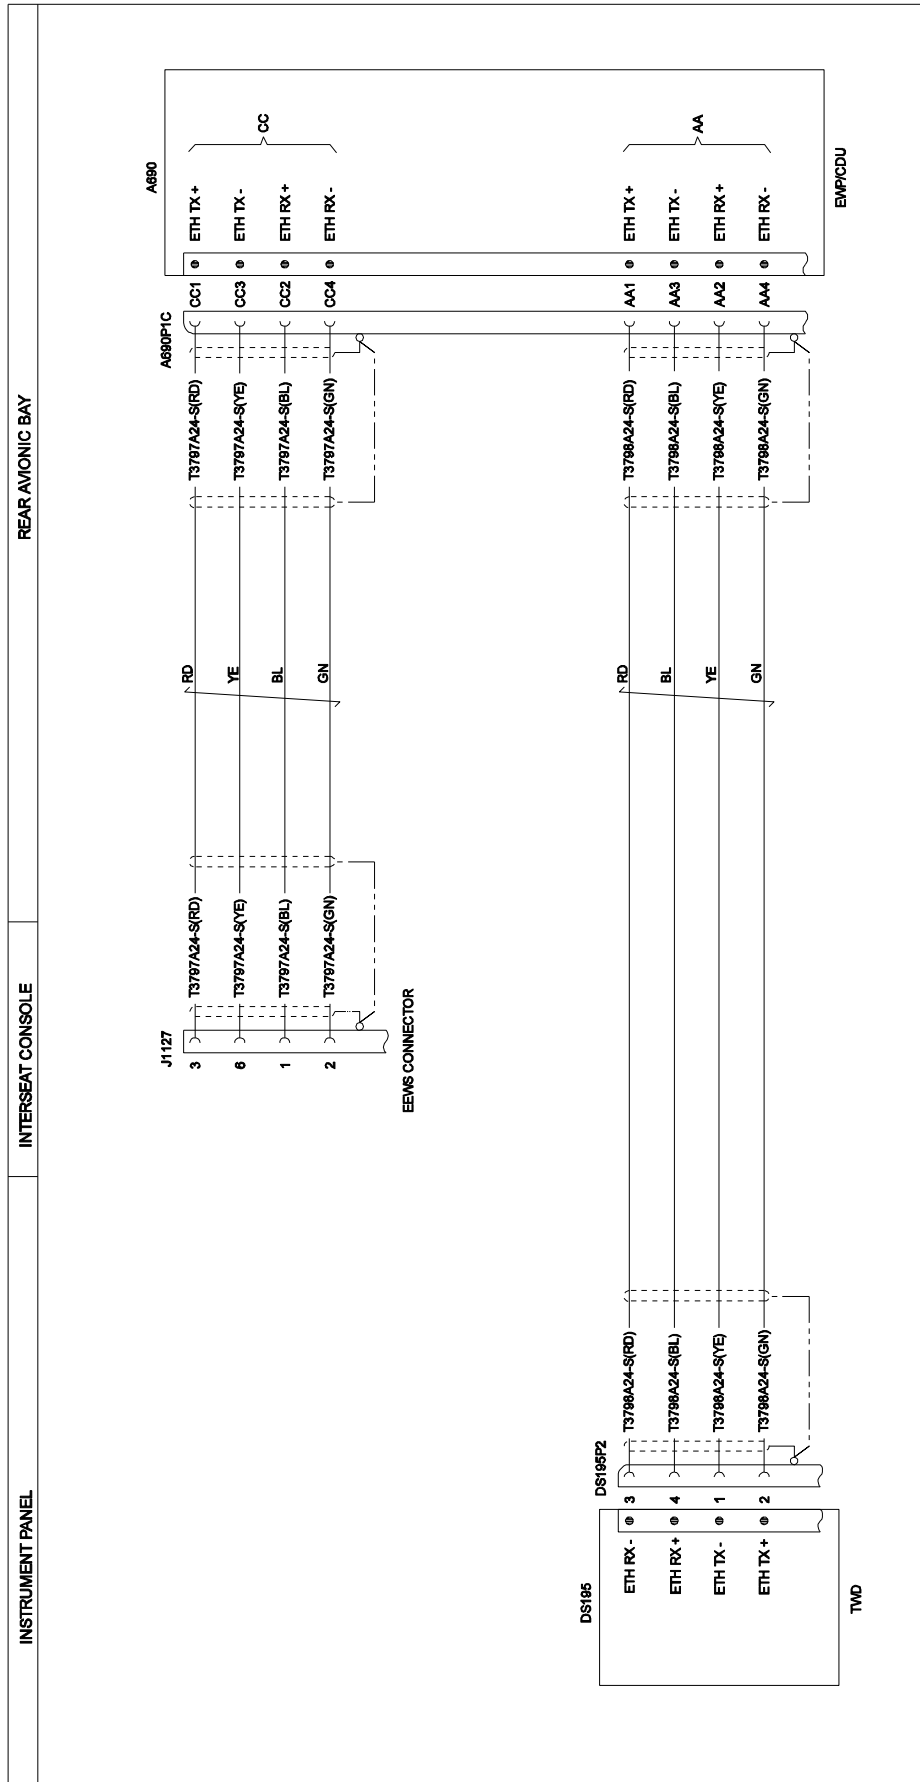 INSTRUMENT PANEL
INTERSEAT CONSOLE
REAR AVIONIC BAY
J1127
3 T3797A24-S(RD) T3797A24-S(RD) CC1 ETH TX +
6 T3797A24-S(YE) T3797A24-S(YE) CC3 ETH TX -
1 T3797A24-S(BL) T3797A24-S(BL) CC2 ETH RX +
2 T3797A24-S(GN) T3797A24-S(GN) CC4 ETH RX -
RD
YE
BL
GN
EEWS CONNECTOR
A690P1C
A690
CC
DS195
DS195P2
ETH RX - 3 T3798A24-S(RD) T3798A24-S(RD) AA1 ETH TX +
ETH RX + 4 T3798A24-S(BL) T3798A24-S(BL) AA3 ETH TX -
ETH TX - 1 T3798A24-S(YE) T3798A24-S(YE) AA2 ETH RX +
ETH TX + 2 T3798A24-S(GN) T3798A24-S(GN) AA4 ETH RX -
RD
BL
YE
GN
AA
TWD
EWP/CDU